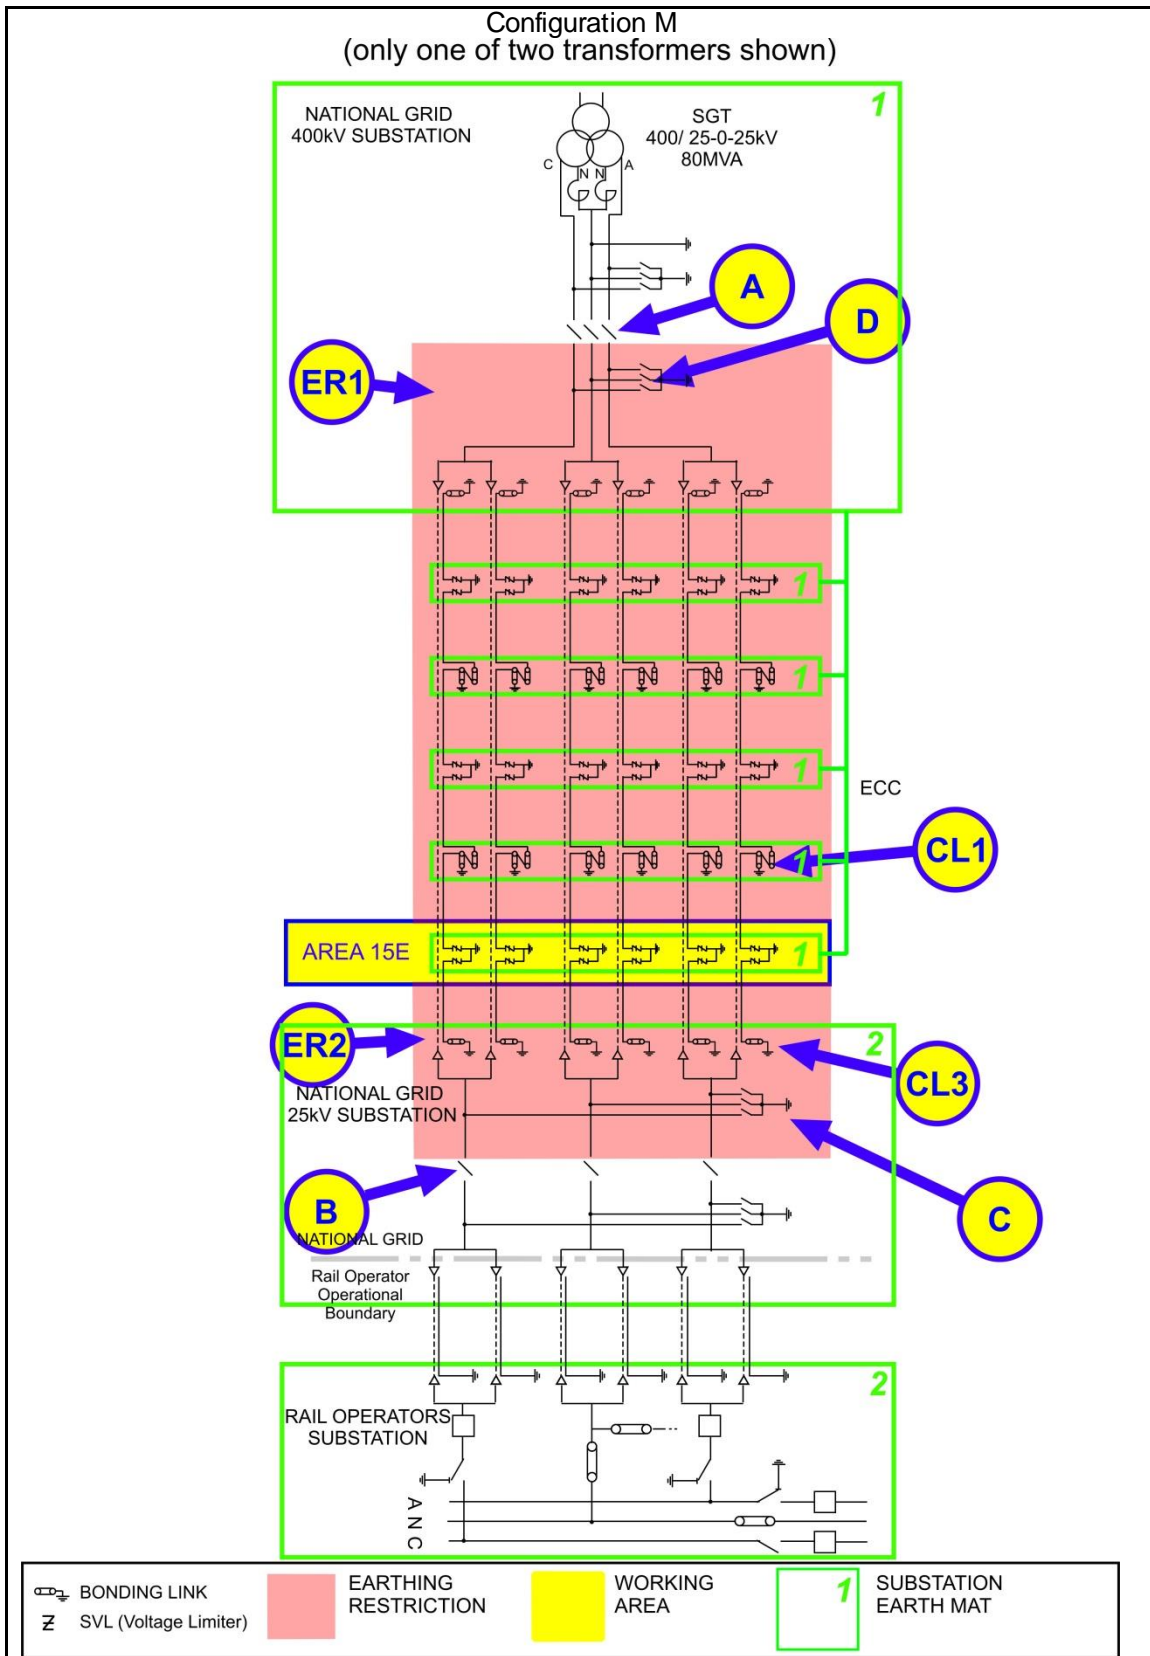 Configuration M
(only one of two transformers shown)
NATIONAL GRID
400kV SUBSTATION
SGT
400/ 25-0-25kV
80MVA
1
C
N N
A
A
D
ER1
1
1
1
ECC
1
CL1
AREA 15E
1
ER2
2
CL3
NATIONAL GRID
25kV SUBSTATION
B
C
NATIONAL GRID
Rail Operator
Operational
Boundary
2
RAIL OPERATORS
SUBSTATION
A
N
C
BONDING LINK
SVL (Voltage Limiter)
EARTHING
RESTRICTION
WORKING
AREA
1
SUBSTATION
EARTH MAT